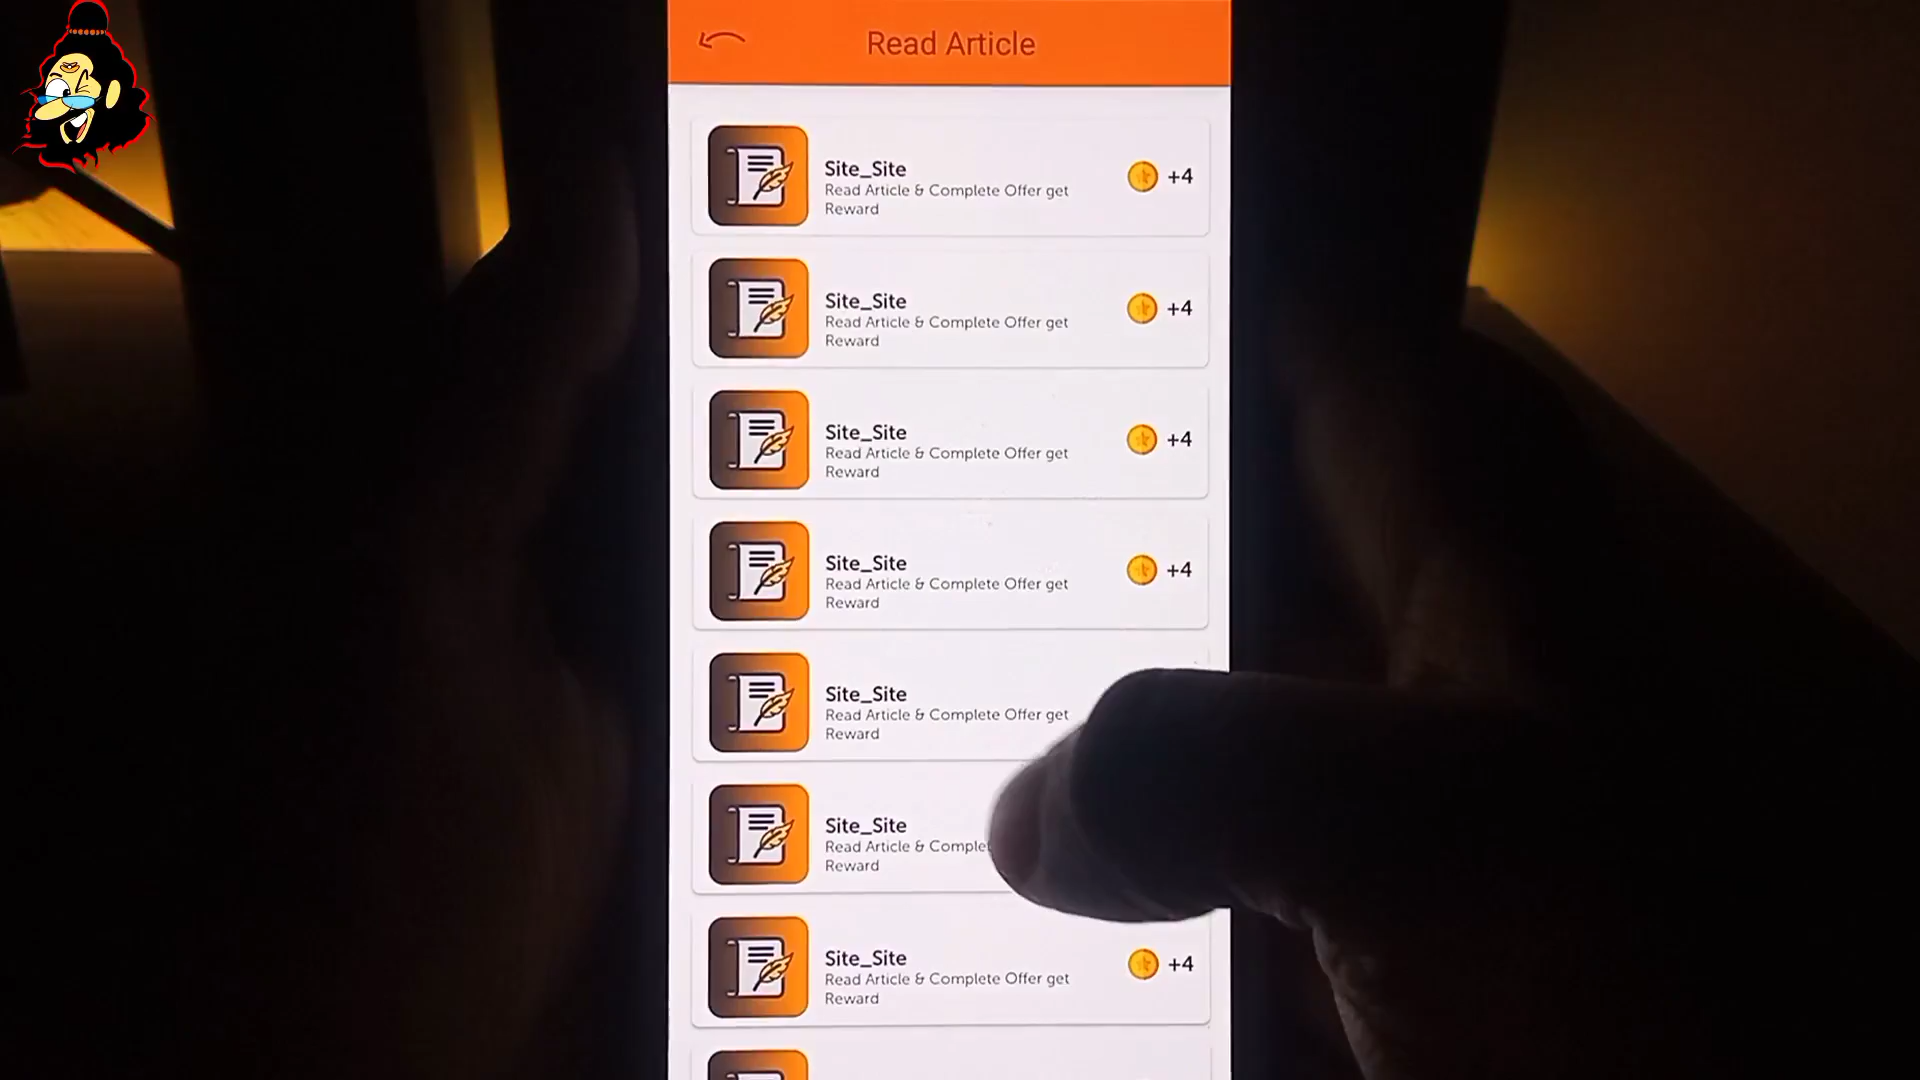 Read Article
Site_Site
Read Article & Complete Offer get
Reward
+4
Site_Site
Read Article & Complete Offer get
Reward
+4
Site_Site
Read Article & Complete Offer get
Reward
+4
Site_Site
Read Article & Complete Offer get
Reward
+4
Site_Site
Read Article & Complete Offer get
Reward
Site_Site
Read Article &
Reward
Site_Site
Read Article & Complete Offer get
Reward
+4